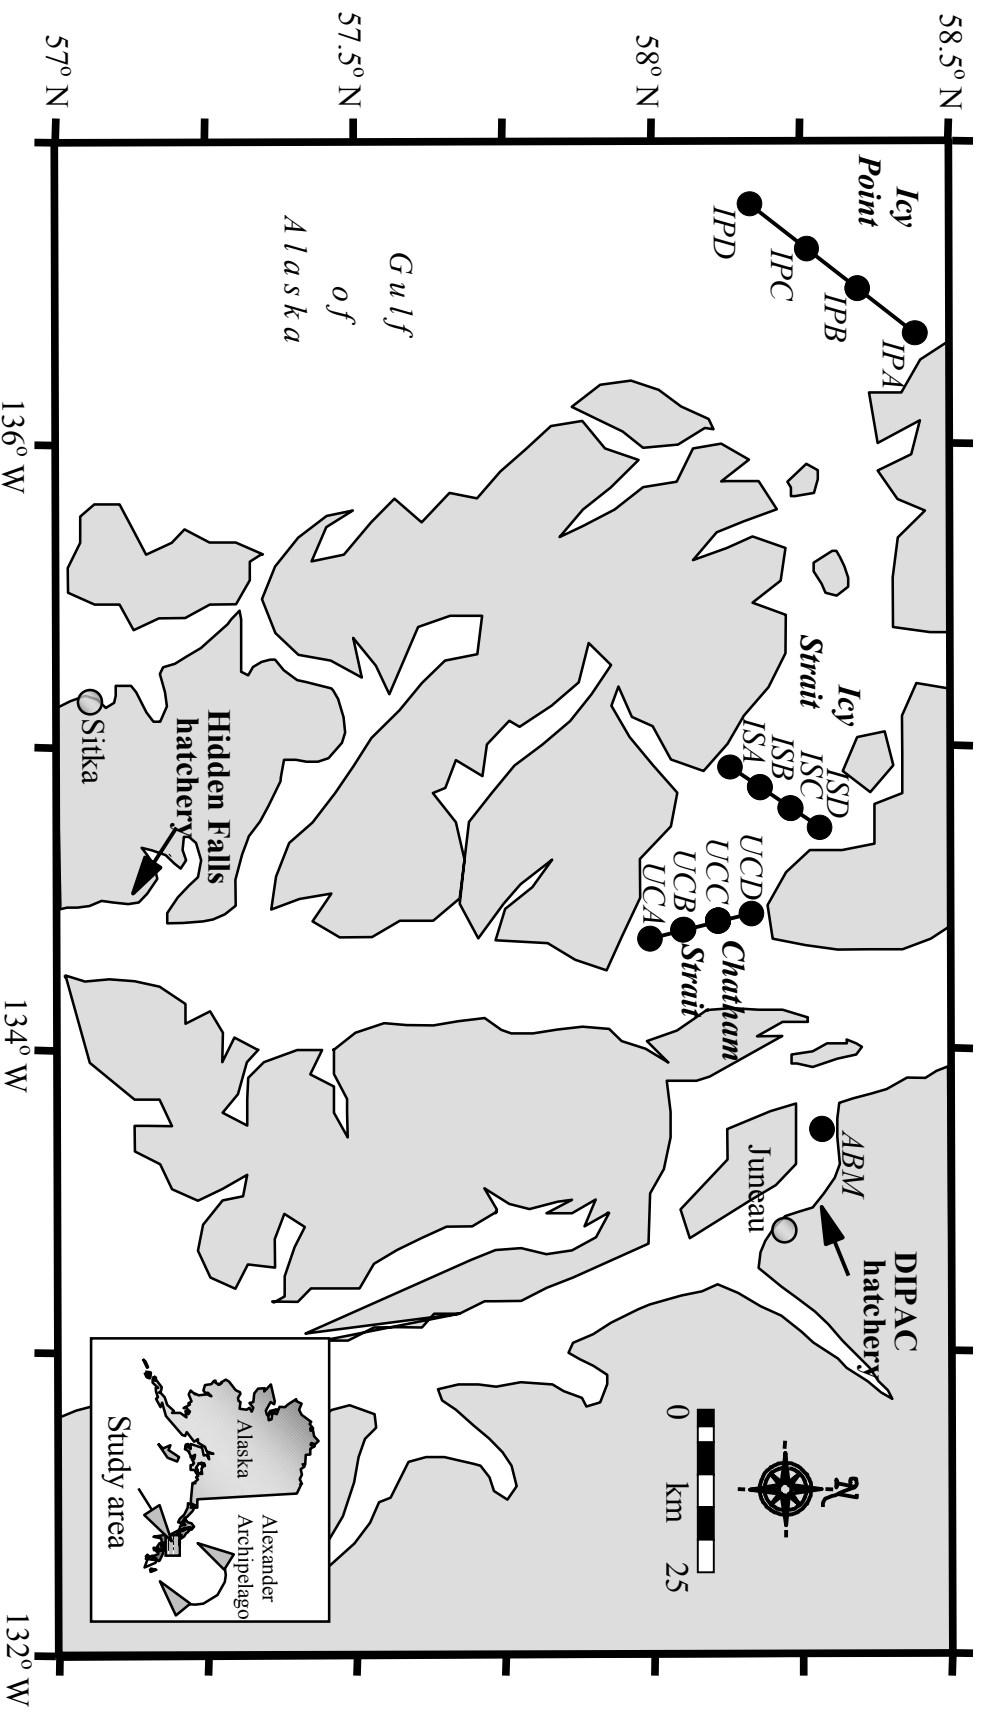 58.5° N
58° N
57.5° N
57° N
Icy
Point
IPA
IPB
IPC
IPD
Gulf
of
Alaska
Icy
Strait
ISD
ISC
ISB
ISA
UCD
UCC
UCB
UCA
Chatham
Strait
ABM
Juneau
DIPAC
hatchery
Hidden Falls
hatchery
Sitka
N
0 km 25
Alaska
Alexander
Archipelago
Study area
136° W
134° W
132° W